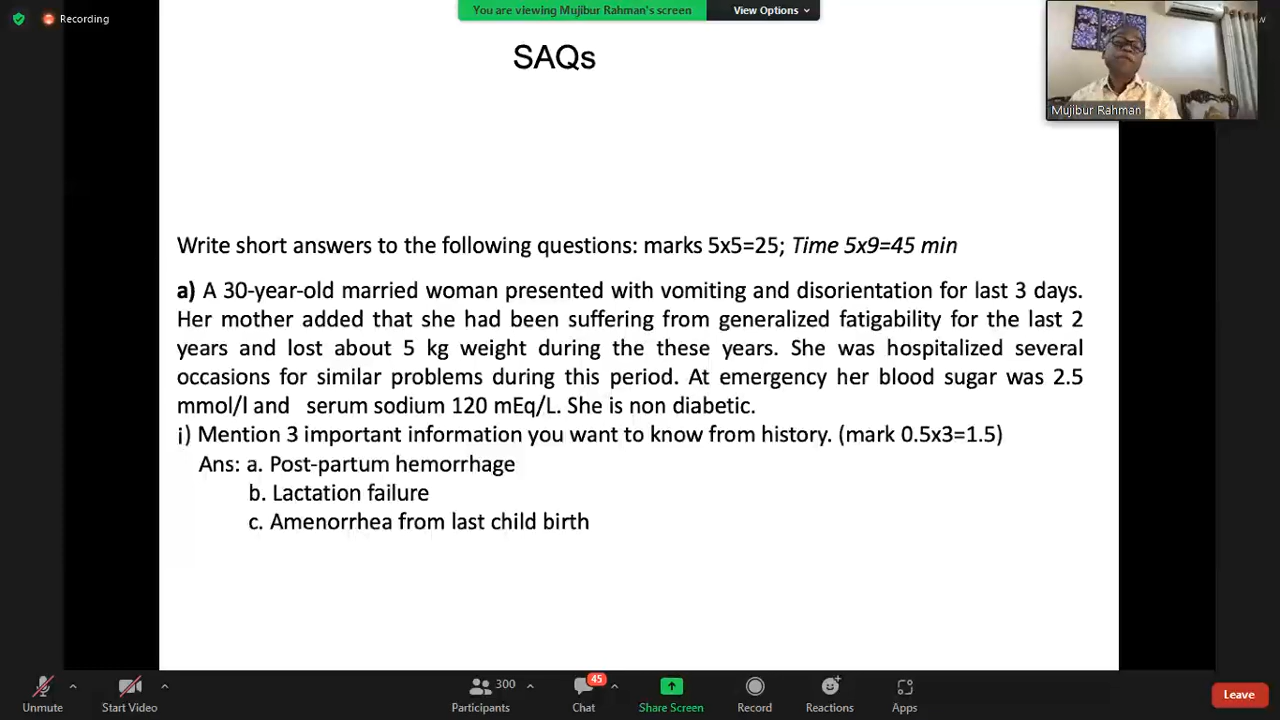 Recording
You are viewing Mujibur Rahman's screen
View Options
SAQs
Mujibur Rahman
Write short answers to the following questions: marks 5x5=25; Time 5x9=45 min
a) A 30-year-old married woman presented with vomiting and disorientation for last 3 days.
Her mother added that she had been suffering from generalized fatigability for the last 2
years and lost about 5 kg weight during the these years. She was hospitalized several
occasions for similar problems during this period. At emergency her blood sugar was 2.5
mmol/l and serum sodium 120 mEq/L. She is non diabetic.
i) Mention 3 important information you want to know from history. (mark 0.5x3=1.5)
Ans: a. Post-partum hemorrhage
b. Lactation failure
c. Amenorrhea from last child birth
300
45
Unmute
Start Video
Participants
Chat
Share Screen
Record
Reactions
Apps
Leave